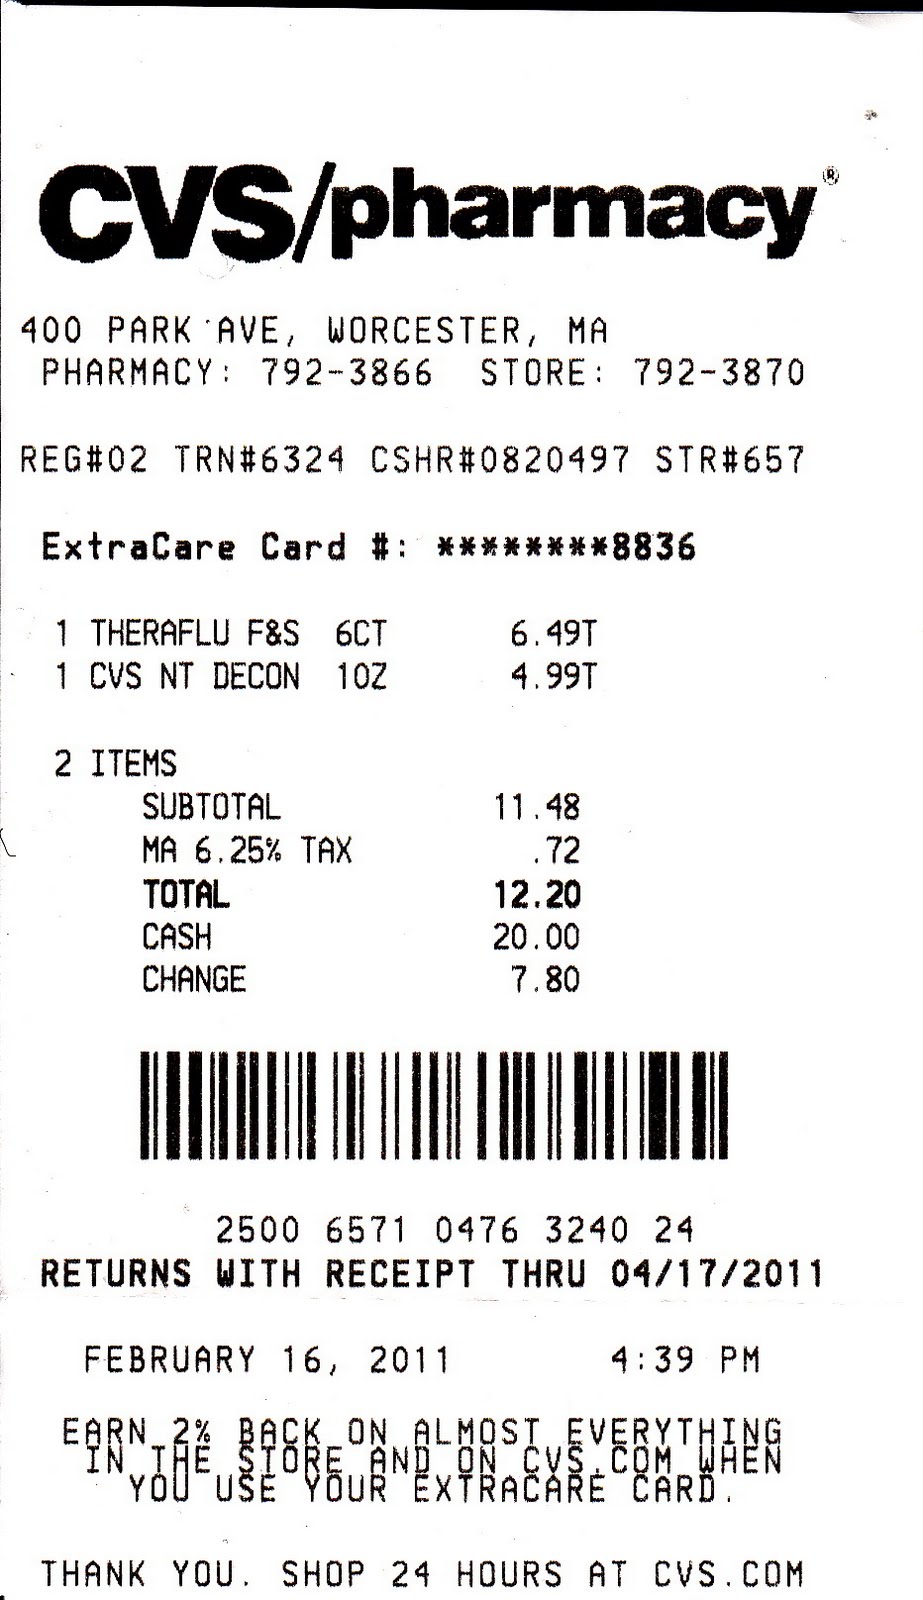 CVS/pharmacy®
400 PARK AVE, WORCESTER, MA
PHARMACY: 792-3866 STORE: 792-3870
REG#02 TRN#6324 CSHR#0820497 STR#657
ExtraCare Card #: ********8836
1 THERAFLU F&S 6CT 6.49T
1 CVS NT DECON 1OZ 4.99T
2 ITEMS
SUBTOTAL 11.48
MA 6.25% TAX .72
TOTAL 12.20
CASH 20.00
CHANGE 7.80
2500 6571 0476 3240 24
RETURNS WITH RECEIPT THRU 04/17/2011
FEBRUARY 16, 2011 4:39 PM
EARN 2% BACK ON ALMOST EVERYTHING
IN THE STORE AND ON CVS.COM WHEN
YOU USE YOUR EXTRACARE CARD.
THANK YOU. SHOP 24 HOURS AT CVS.COM